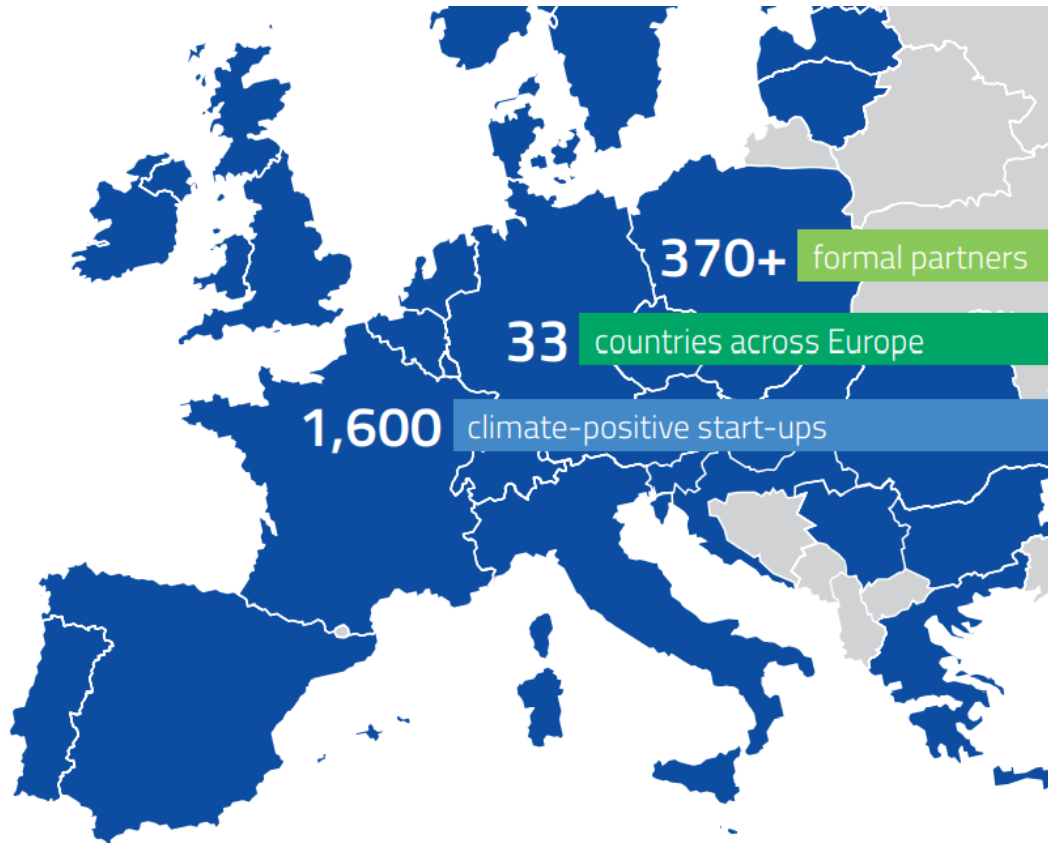 370+ formal partners
33 countries across Europe
1,600 climate-positive start-ups